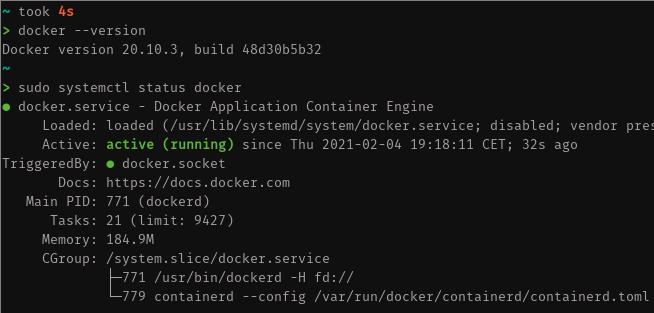 ~ took 4s
> docker --version
Docker version 20.10.3, build 48d30b5b32
~
> sudo systemctl status docker
● docker.service - Docker Application Container Engine
     Loaded: loaded (/usr/lib/systemd/system/docker.service; disabled; vendor pres
     Active: active (running) since Thu 2021-02-04 19:18:11 CET; 32s ago
TriggeredBy: ● docker.socket
       Docs: https://docs.docker.com
   Main PID: 771 (dockerd)
      Tasks: 21 (limit: 9427)
     Memory: 184.9M
     CGroup: /system.slice/docker.service
             ├─771 /usr/bin/dockerd -H fd://
             └─779 containerd --config /var/run/docker/containerd/containerd.toml